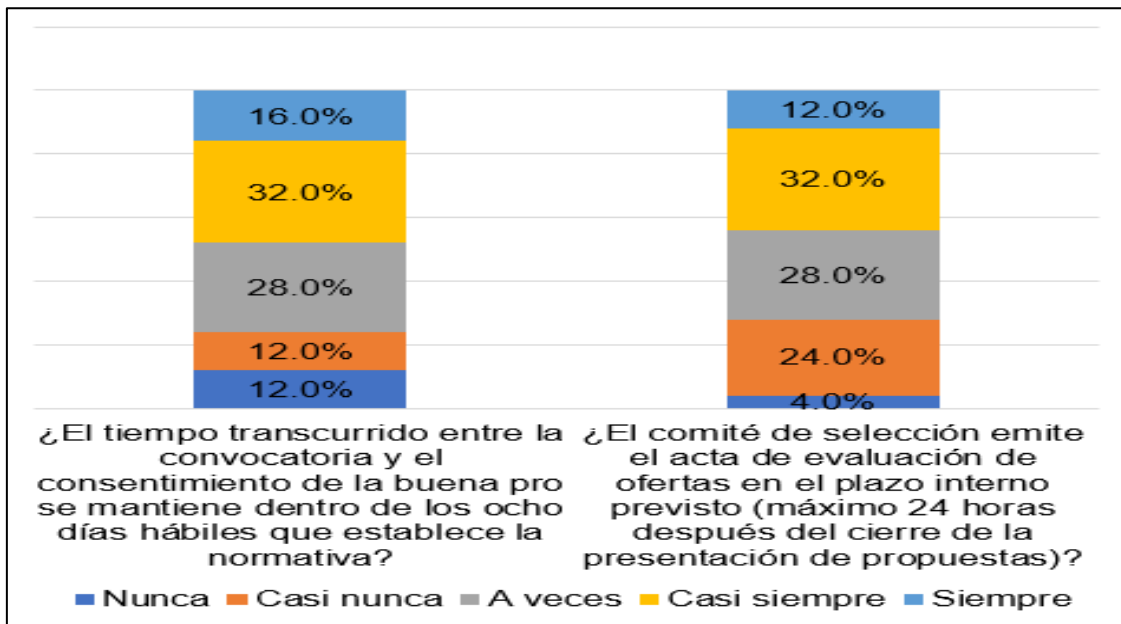 16.0%
32.0%
28.0%
12.0%
12.0%
12.0%
32.0%
28.0%
24.0%
4.0%
¿El tiempo transcurrido entre la
convocatoria y el
consentimiento de la buena pro
se mantiene dentro de los ocho
días hábiles que establece la
normativa?
¿El comité de selección emite
el acta de evaluación de
ofertas en el plazo interno
previsto (máximo 24 horas
después del cierre de la
presentación de propuestas)?
Nunca Casi nunca A veces Casi siempre Siempre